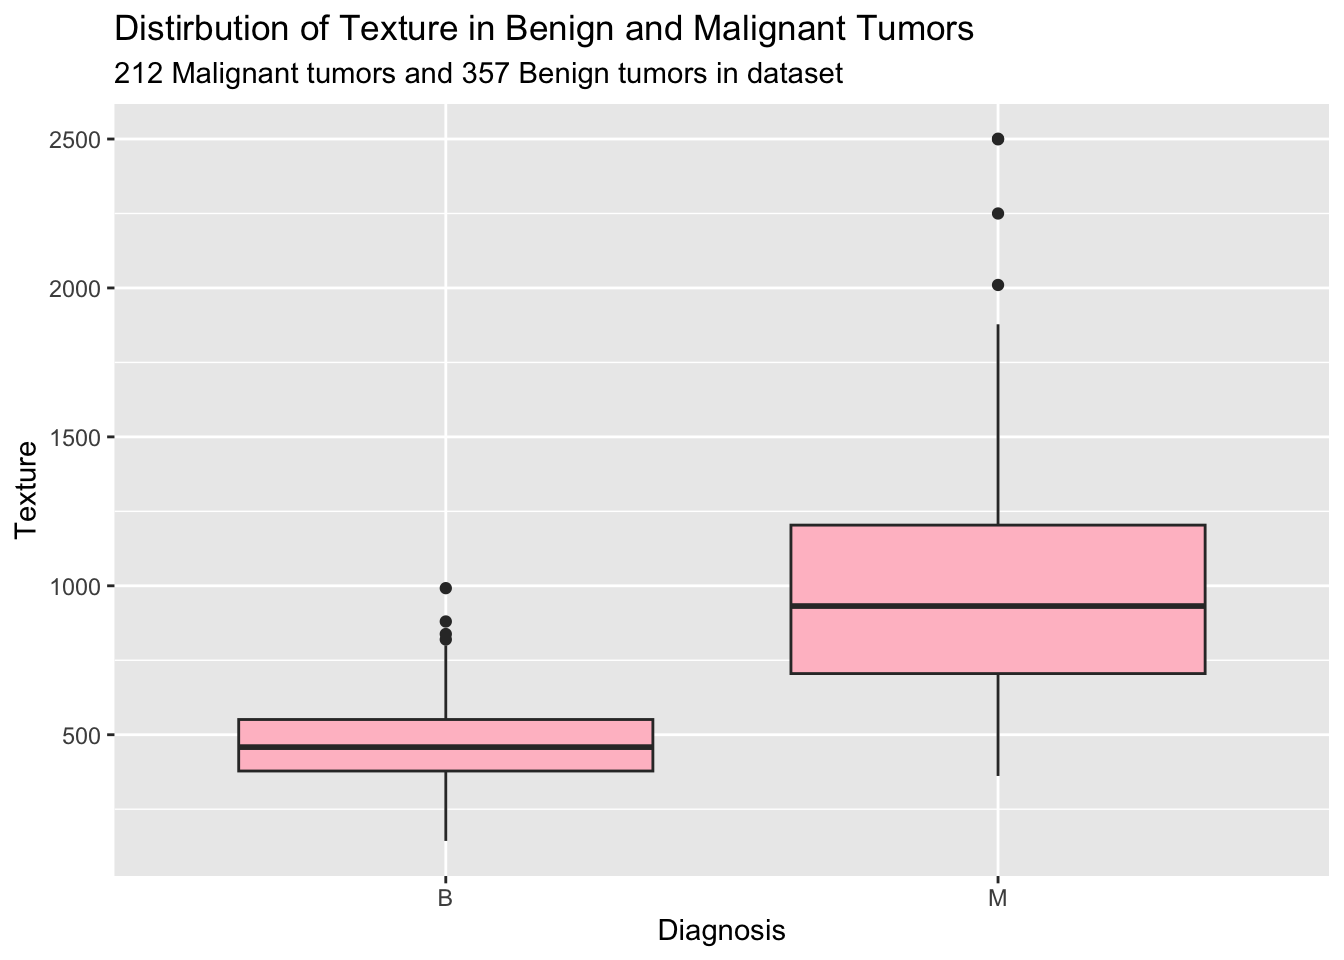 Distirbution of Texture in Benign and Malignant Tumors
212 Malignant tumors and 357 Benign tumors in dataset
2500
2000
1500
1000
500
Texture
B
M
Diagnosis